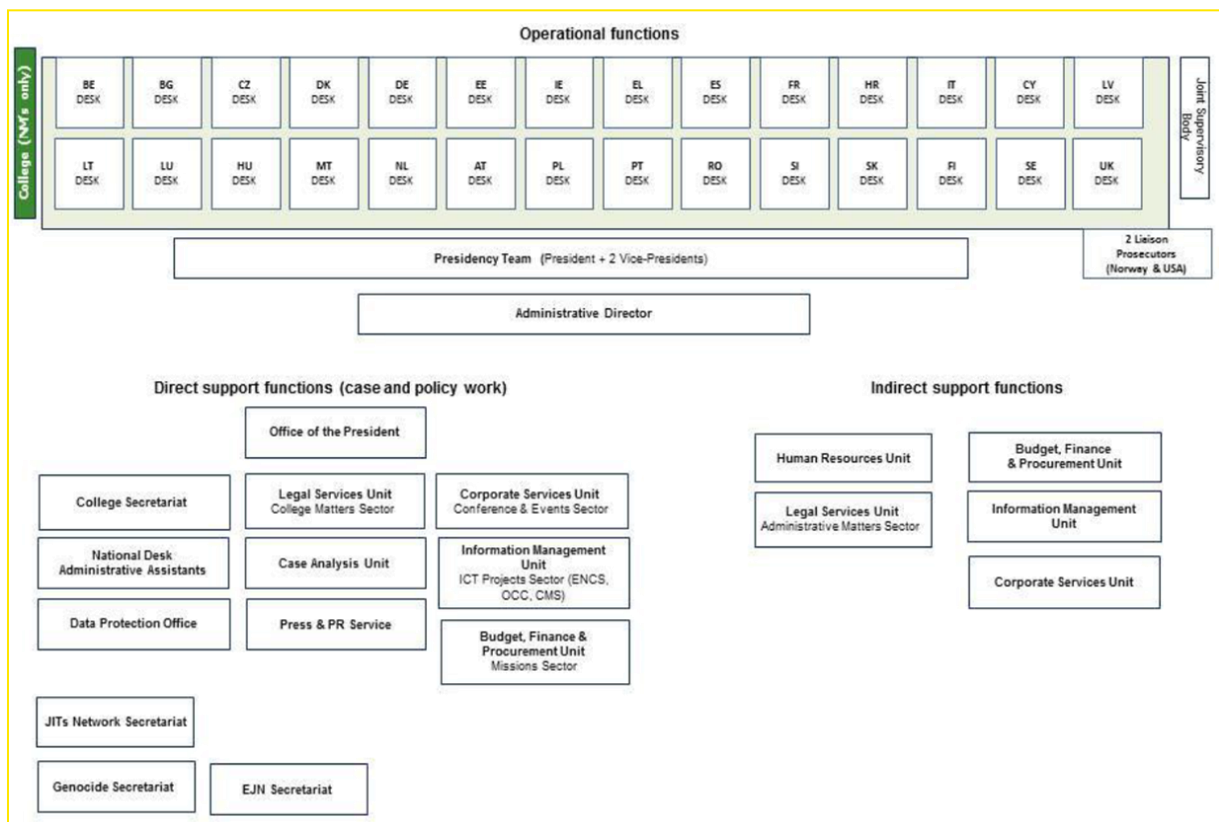 Operational functions
College (NM's only)
BE
DESK
BG
DESK
CZ
DESK
DK
DESK
DE
DESK
EE
DESK
IE
DESK
EL
DESK
ES
DESK
FR
DESK
HR
DESK
IT
DESK
CY
DESK
LV
DESK
Joint Supervisory
Body
LT
DESK
LU
DESK
HU
DESK
MT
DESK
NL
DESK
AT
DESK
PL
DESK
PT
DESK
RO
DESK
SI
DESK
SK
DESK
FI
DESK
SE
DESK
UK
DESK
Presidency Team (President + 2 Vice-Presidents)
2 Liaison
Prosecutors
(Norway & USA)
Administrative Director
Direct support functions (case and policy work)
Office of the President
College Secretariat
Legal Services Unit
College Matters Sector
Corporate Services Unit
Conference & Events Sector
National Desk
Administrative Assistants
Case Analysis Unit
Information Management
Unit
ICT Projects Sector (ENCS,
OCC, CMS)
Data Protection Office
Press & PR Service
Budget, Finance &
Procurement Unit
Missions Sector
JITs Network Secretariat
Genocide Secretariat
EJN Secretariat
Indirect support functions
Human Resources Unit
Budget, Finance
& Procurement Unit
Legal Services Unit
Administrative Matters Sector
Information Management
Unit
Corporate Services Unit